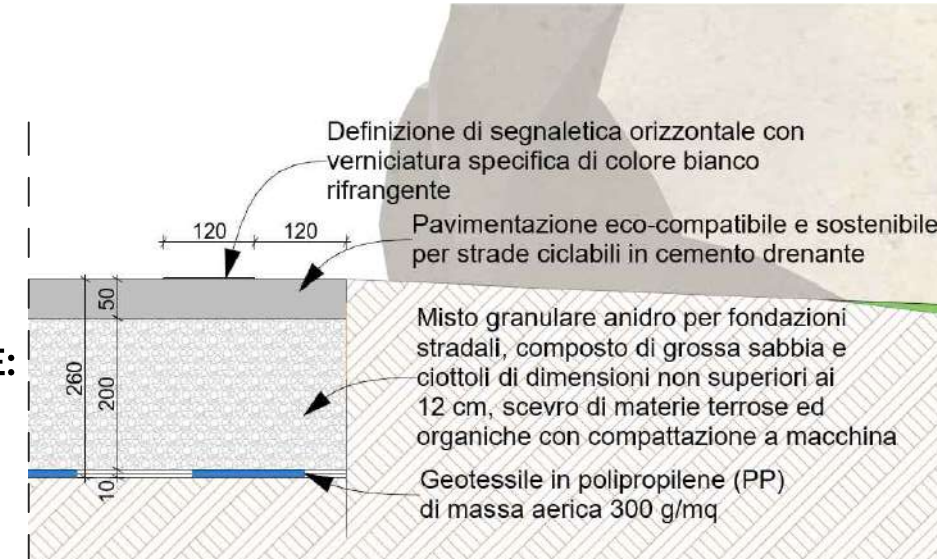 Definizione di segnaletica orizzontale con
verniciatura specifica di colore bianco
rifrangente
120 120
Pavimentazione eco-compatibile e sostenibile
per strade ciclabili in cemento drenante
50
E:
260
200
Misto granulare anidro per fondazioni
stradali, composto di grossa sabbia e
ciottoli di dimensioni non superiori ai
12 cm, scevro di materie terrose ed
organiche con compattazione a macchina
10
Geotessile in polipropilene (PP)
di massa aerica 300 g/mq